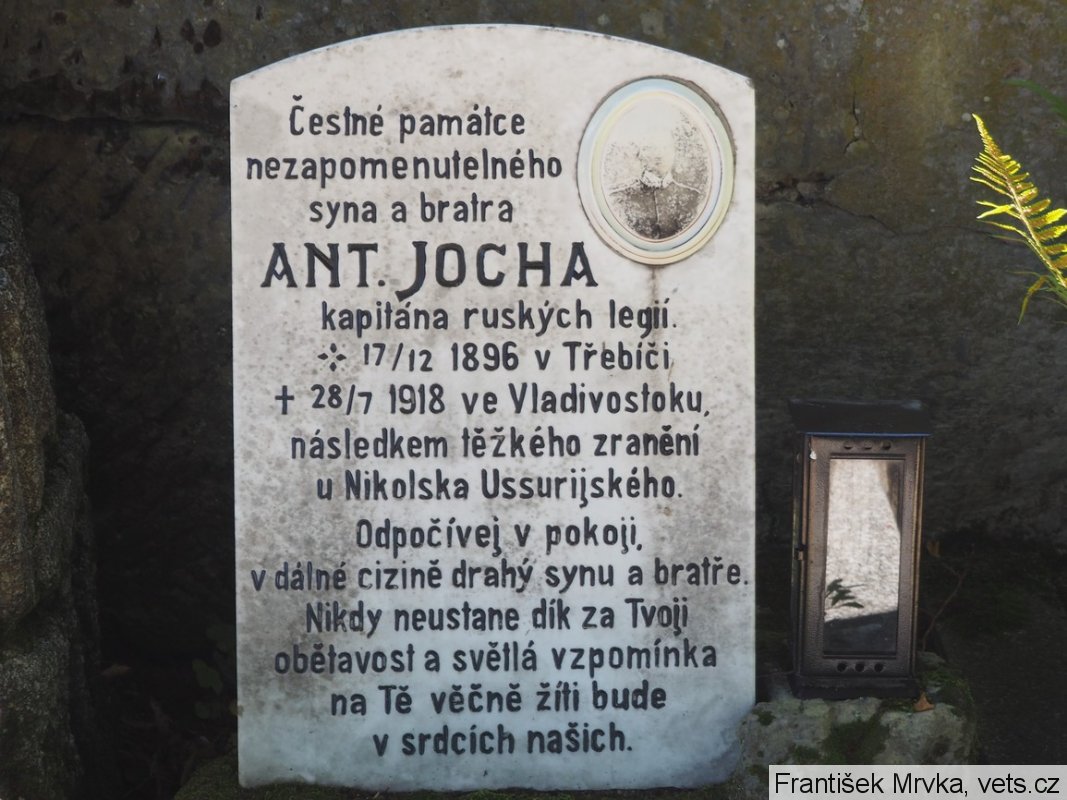 Čestné památce
nezapomenutelného
syna a bratra
ANT. JOCHA
kapitána ruských legií.
17/12 1896 v Třebíči
✝ 28/7 1918 ve Vladivostoku,
následkem těžkého zranění
u Nikolska Ussurijského.
Odpočívej v pokoji,
v dálné cizině drahý synu a bratře.
Nikdy neustane dík za Tvoji
obětavost a světlá vzpomínka
na Tě věčně žíti bude
v srdcích našich.
František Mrvka, vets.cz